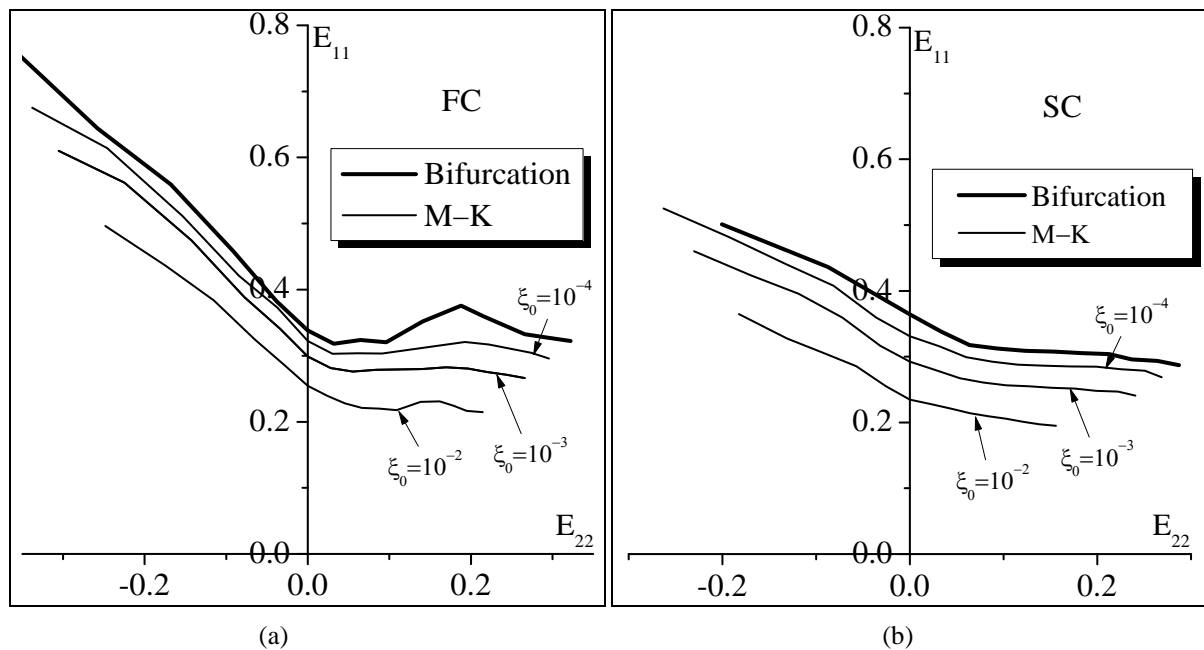 0.8
E11
FC
Bifurcation
M–K
0.6
0.4
ξ0=10−4
0.2
ξ0=10−2
ξ0=10−3
E22
0.0
-0.2
0.0
0.2
(a)
0.8
E11
SC
Bifurcation
M–K
0.6
0.4
ξ0=10−4
0.2
ξ0=10−3
ξ0=10−2
E22
0.0
-0.2
0.0
0.2
(b)